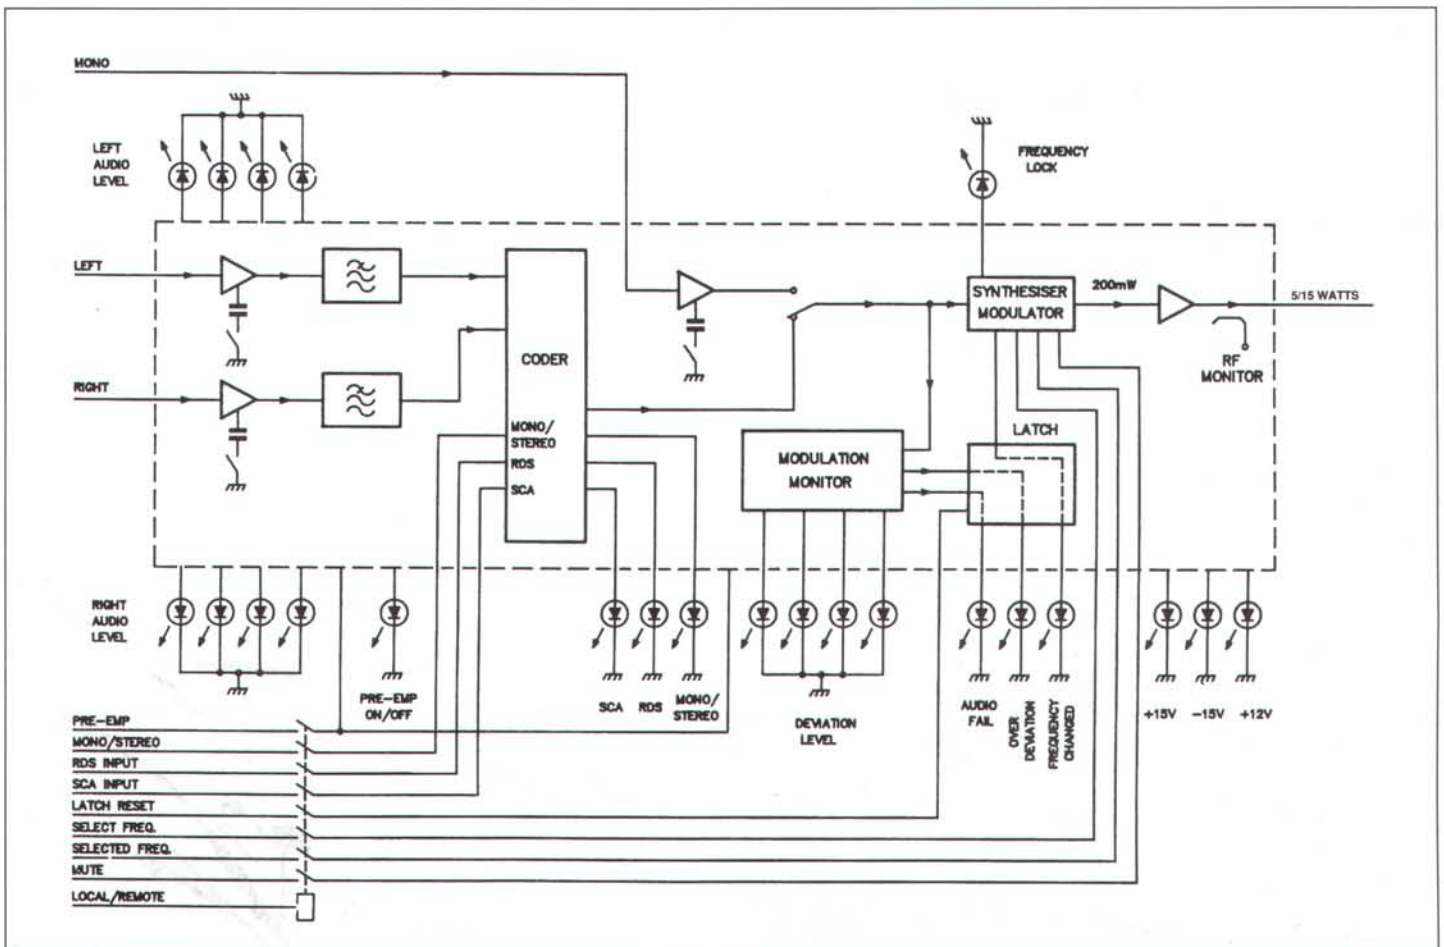 MONO
LEFT
AUDIO
LEVEL
FREQUENCY
LOCK
LEFT
RIGHT
CODER
MONO/
STEREO
RDS
SCA
SYNTHESISER
MODULATOR
200mW
5/15 WATTS
RF
MONITOR
LATCH
MODULATION
MONITOR
RIGHT
AUDIO
LEVEL
PRE-EMP
ON/OFF
SCA
RDS
MONO/
STEREO
DEVIATION
LEVEL
AUDIO
FAIL
OVER
DEVIATION
FREQUENCY
CHANGED
+15V
-15V
+12V
PRE-EMP
MONO/STEREO
RDS INPUT
SCA INPUT
LATCH RESET
SELECT FREQ.
SELECTED FREQ.
MUTE
LOCAL/REMOTE